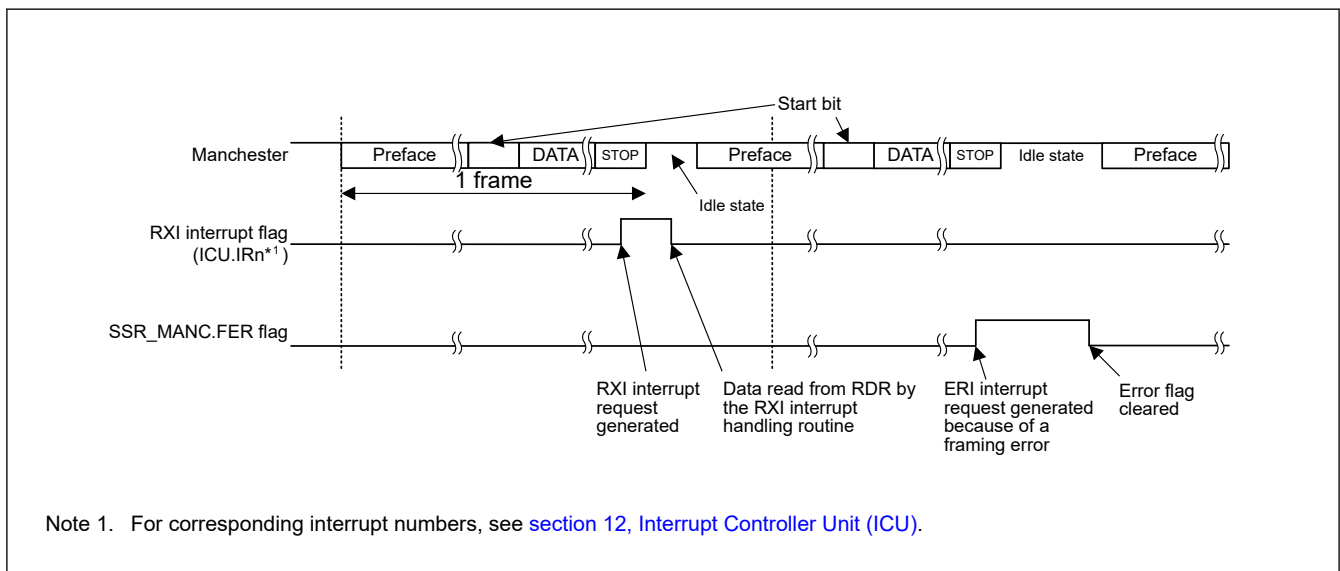 Start bit
Manchester
Preface
DATA
STOP
Preface
DATA
STOP
Idle state
Preface
1 frame
Idle state
RXI interrupt flag
(ICU.IRn*1)
SSR_MANC.FER flag
RXI interrupt
request
generated
Data read from RDR by
the RXI interrupt
handling routine
ERI interrupt
request generated
because of a
framing error
Error flag
cleared
Note 1. For corresponding interrupt numbers, see section 12, Interrupt Controller Unit (ICU).